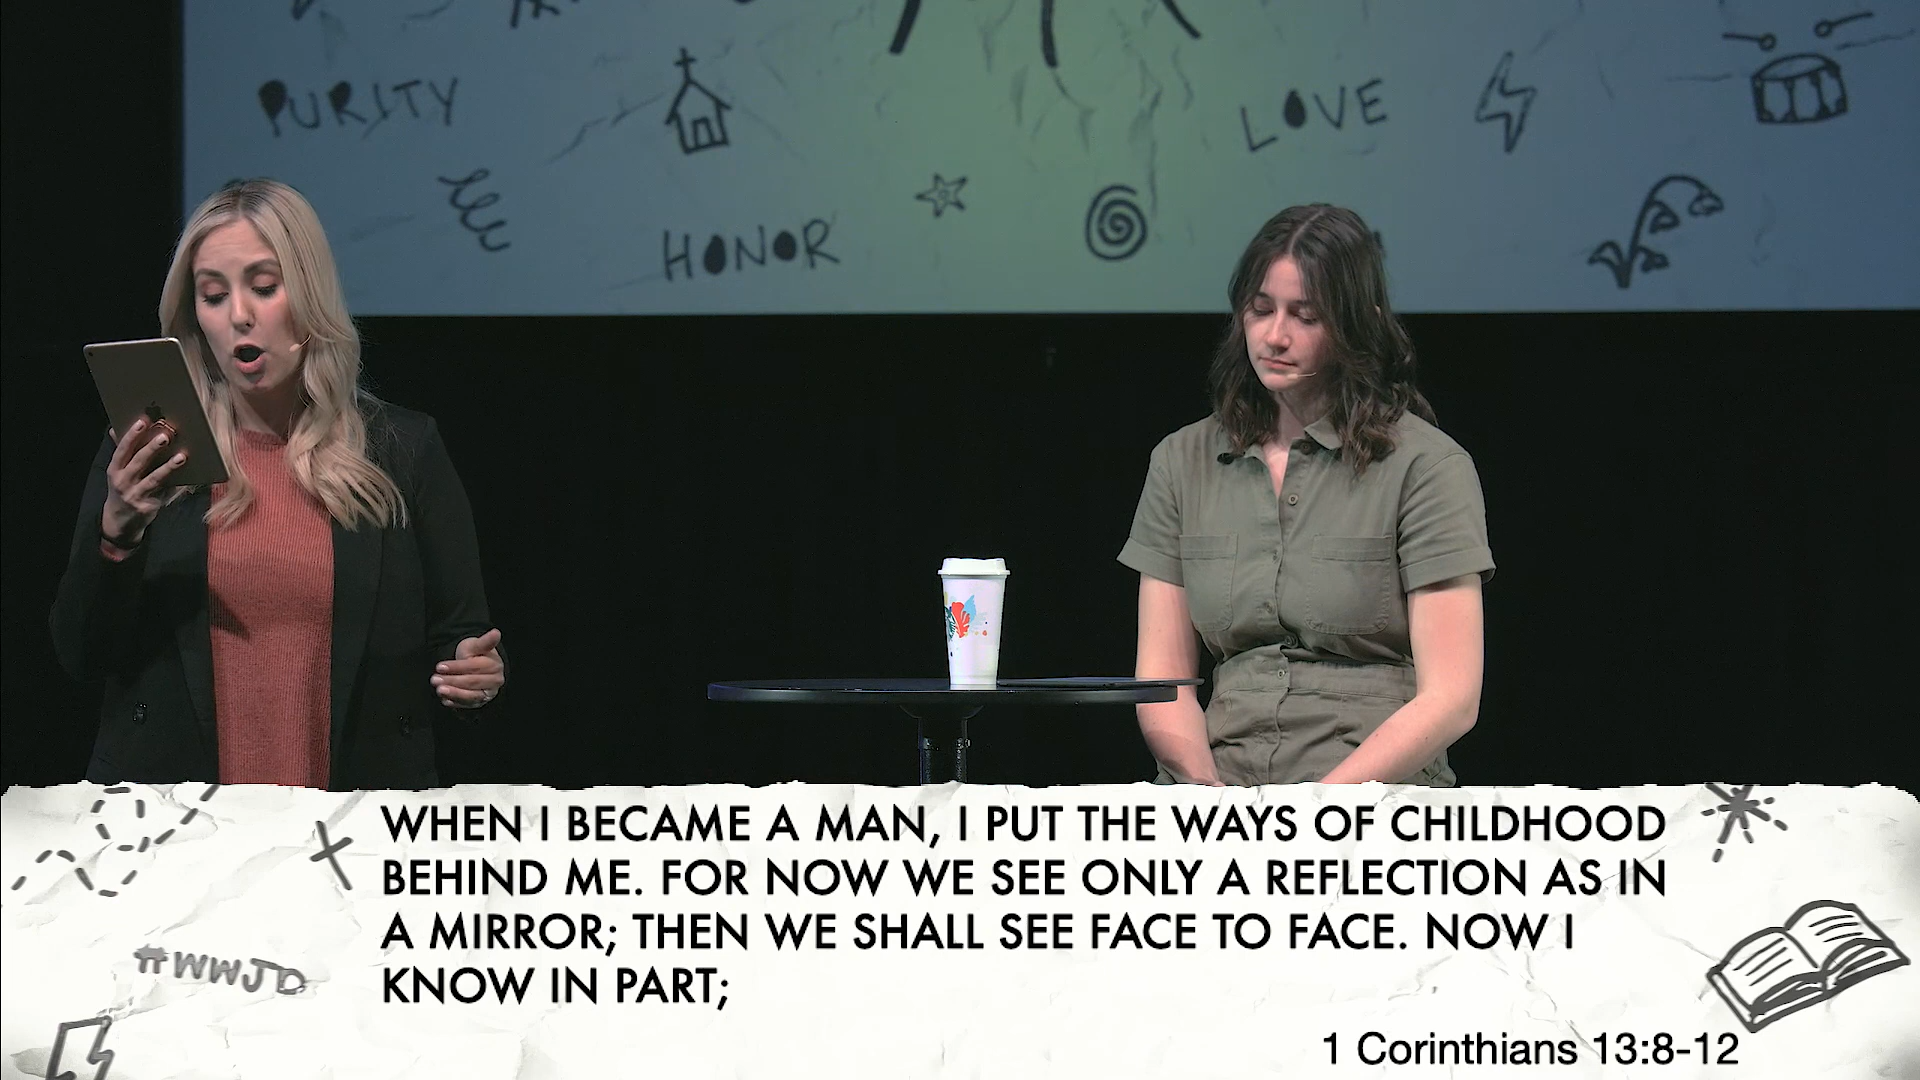 PURITY
LOVE
HONOR
WHEN I BECAME A MAN, I PUT THE WAYS OF CHILDHOOD
BEHIND ME. FOR NOW WE SEE ONLY A REFLECTION AS IN
A MIRROR; THEN WE SHALL SEE FACE TO FACE. NOW I
KNOW IN PART;
#WWJD
1 Corinthians 13:8-12